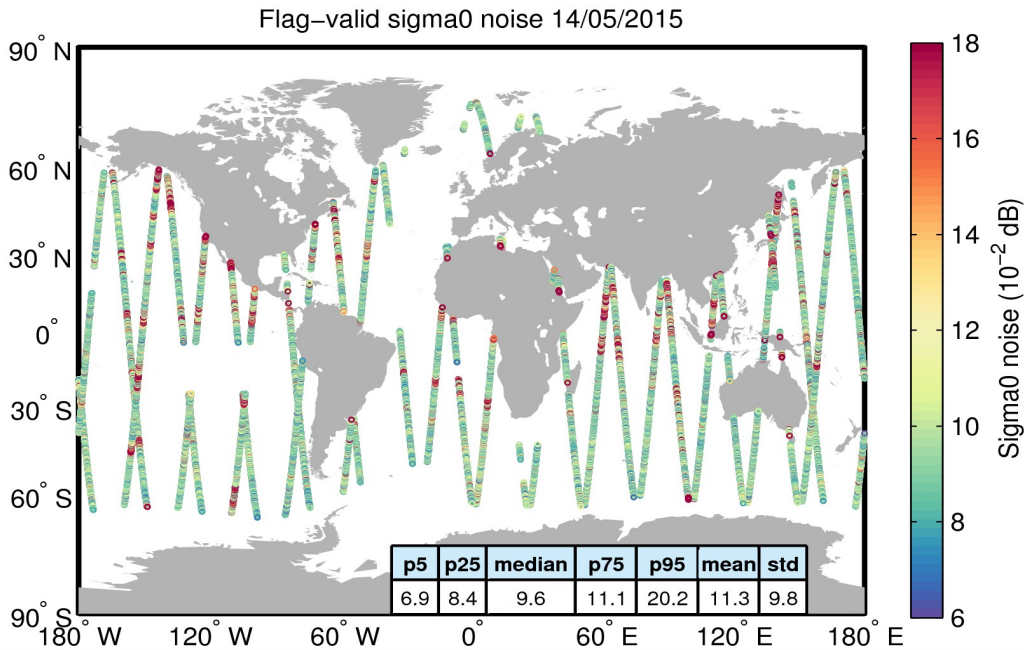 Flag−valid sigma0 noise 14/05/2015
90° N
60° N
30° N
0°
30° S
60° S
90° S
180° W
120° W
60° W
0°
60° E
120° E
180° E
p5 p25 median p75 p95 mean std
6.9 8.4 9.6 11.1 20.2 11.3 9.8
18
16
14
12
10
8
6
Sigma0 noise (10⁻² dB)